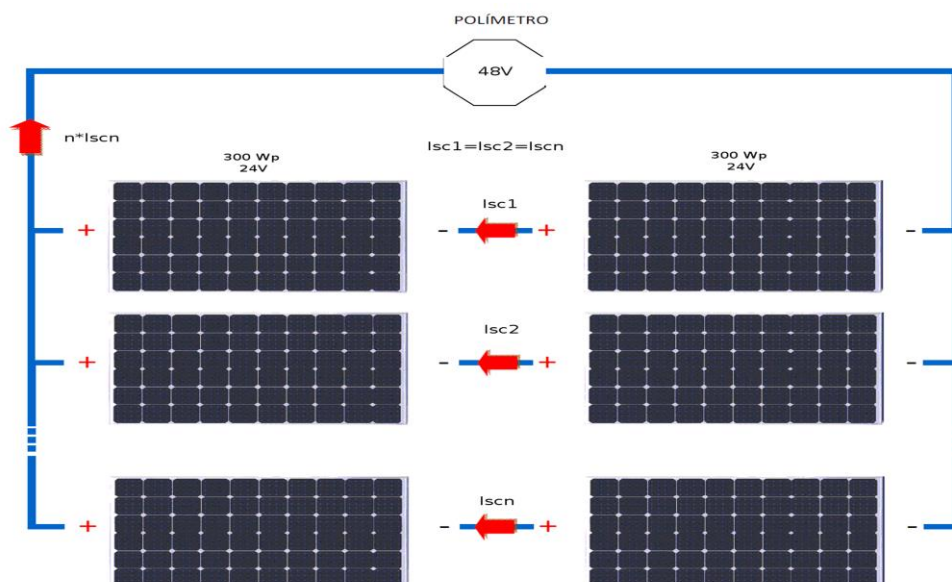 POLÍMETRO
48V
n*Iscn
Isc1=Isc2=Iscn
300 Wp
24V
300 Wp
24V
Isc1
+
-
+
-
Isc2
+
-
+
-
Iscn
+
-
+
-